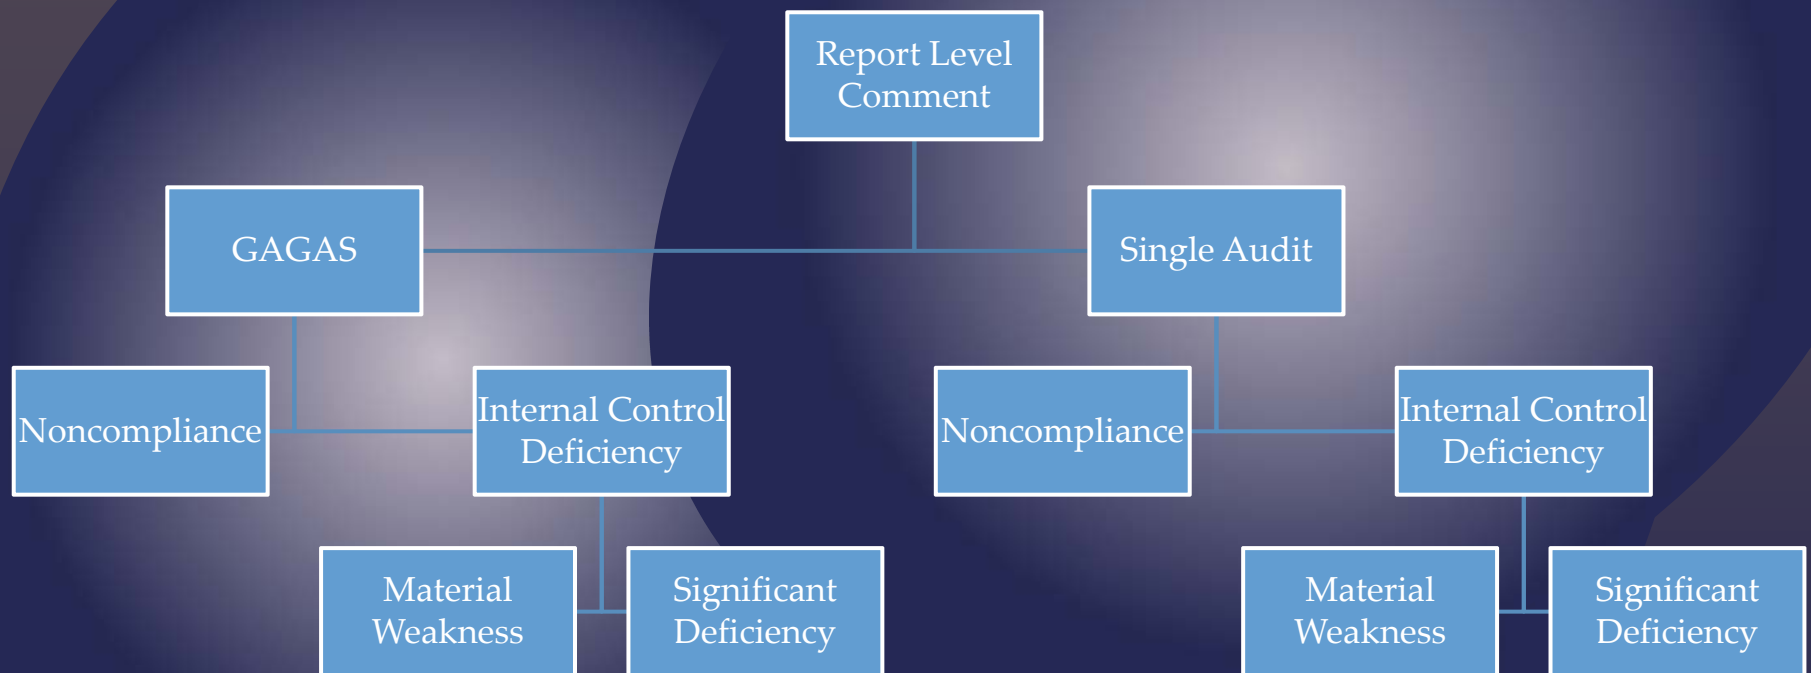 Report Level
Comment
GAGAS
Single Audit
Noncompliance
Internal Control
Deficiency
Noncompliance
Internal Control
Deficiency
Material
Weakness
Significant
Deficiency
Material
Weakness
Significant
Deficiency